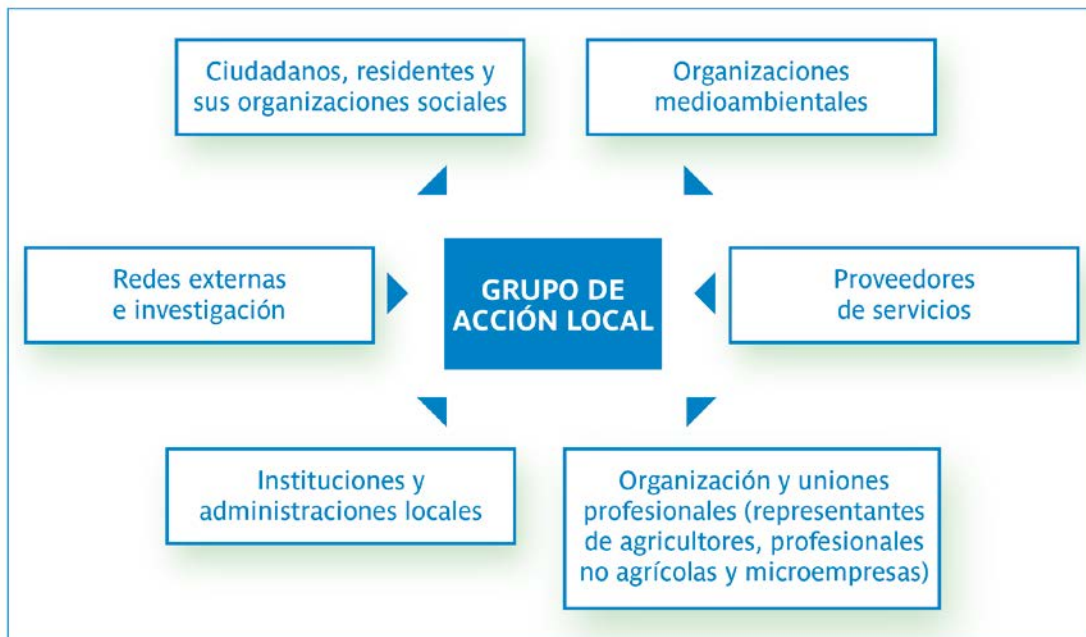 Ciudadanos, residentes y
sus organizaciones sociales
Organizaciones
medioambientales
Redes externas
e investigación
GRUPO DE
ACCIÓN LOCAL
Proveedores
de servicios
Instituciones y
administraciones locales
Organización y uniones
profesionales (representantes
de agricultores, profesionales
no agrícolas y microempresas)